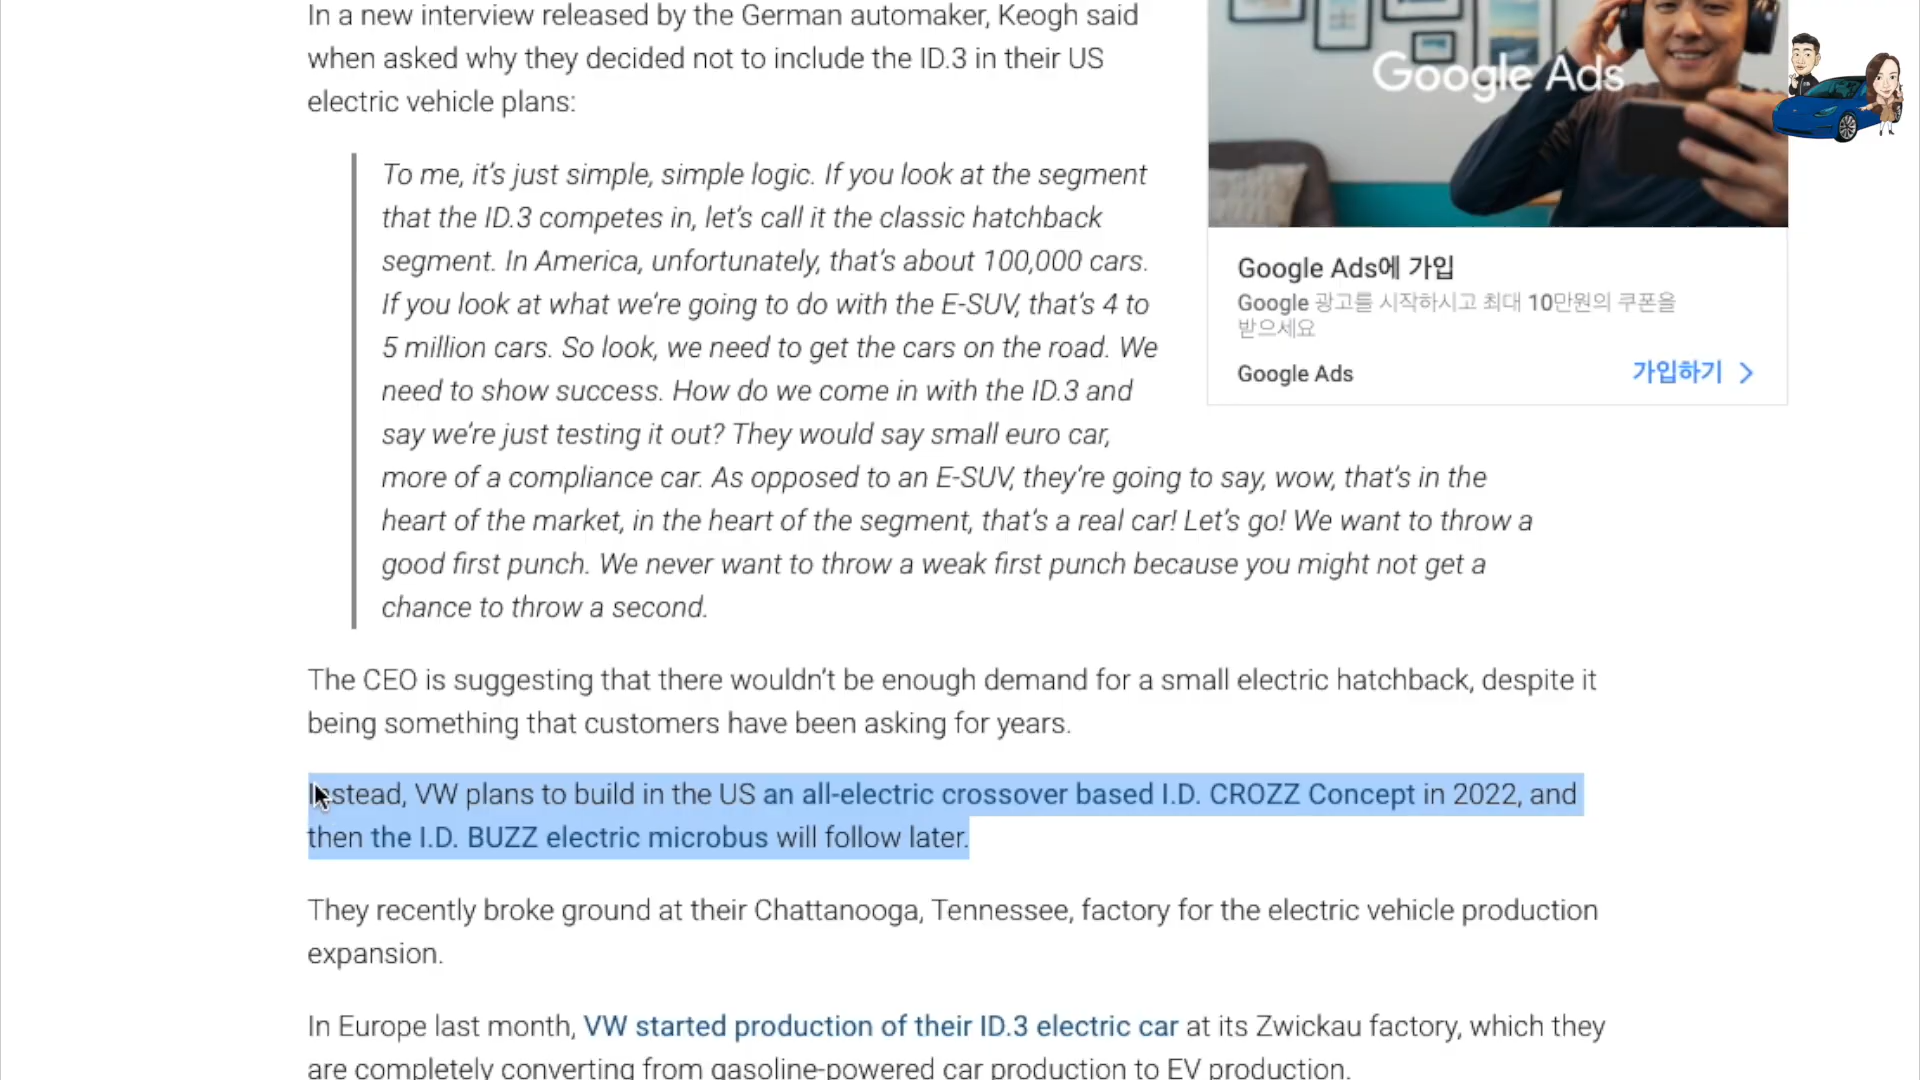 In a new interview released by the German automaker, Keogh said
when asked why they decided not to include the ID.3 in their US
electric vehicle plans:
To me, it's just simple, simple logic. If you look at the segment
that the ID.3 competes in, let's call it the classic hatchback
segment. In America, unfortunately, that's about 100,000 cars.
If you look at what we're going to do with the E-SUV, that's 4 to
5 million cars. So look, we need to get the cars on the road. We
need to show success. How do we come in with the ID.3 and
say we're just testing it out? They would say small euro car,
more of a compliance car. As opposed to an E-SUV, they're going to say, wow, that's in the
heart of the market, in the heart of the segment, that's a real car! Let's go! We want to throw a
good first punch. We never want to throw a weak first punch because you might not get a
chance to throw a second.
The CEO is suggesting that there wouldn't be enough demand for a small electric hatchback, despite it
being something that customers have been asking for years.
Instead, VW plans to build in the US an all-electric crossover based I.D. CROZZ Concept in 2022, and
then the I.D. BUZZ electric microbus will follow later.
They recently broke ground at their Chattanooga, Tennessee, factory for the electric vehicle production
expansion.
In Europe last month, VW started production of their ID.3 electric car at its Zwickau factory, which they
are completely converting from gasoline-powered car production to EV production.
Google Ads
Google Ads에 가입
Google 광고를 시작하시고 최대 10만원의 쿠폰을
받으세요
Google Ads
가입하기